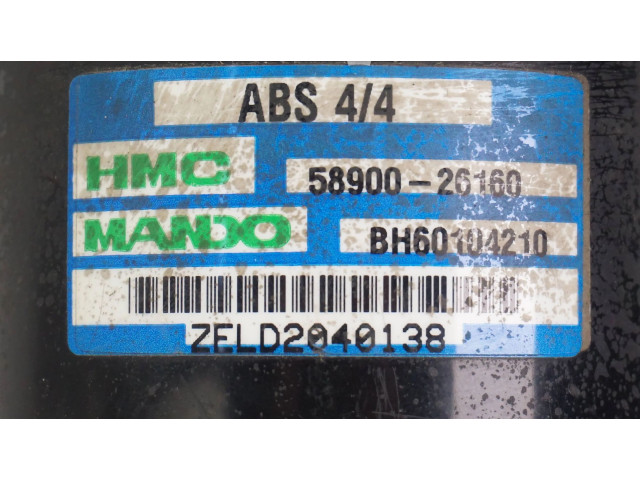 ABS 4/4
HMC 58900-26160
MANDO BH60104210
ZELD2040138